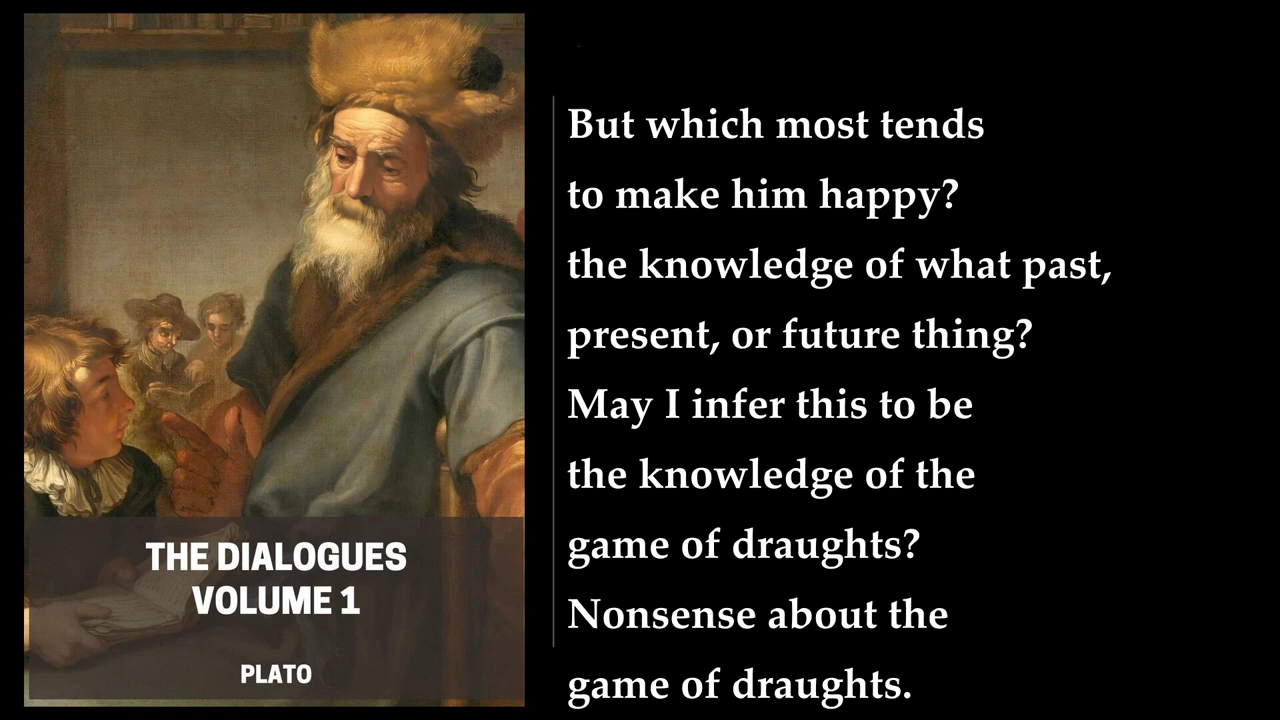 THE DIALOGUES
VOLUME 1
PLATO
But which most tends
to make him happy?
the knowledge of what past,
present, or future thing?
May I infer this to be
the knowledge of the
game of draughts?
Nonsense about the
game of draughts.